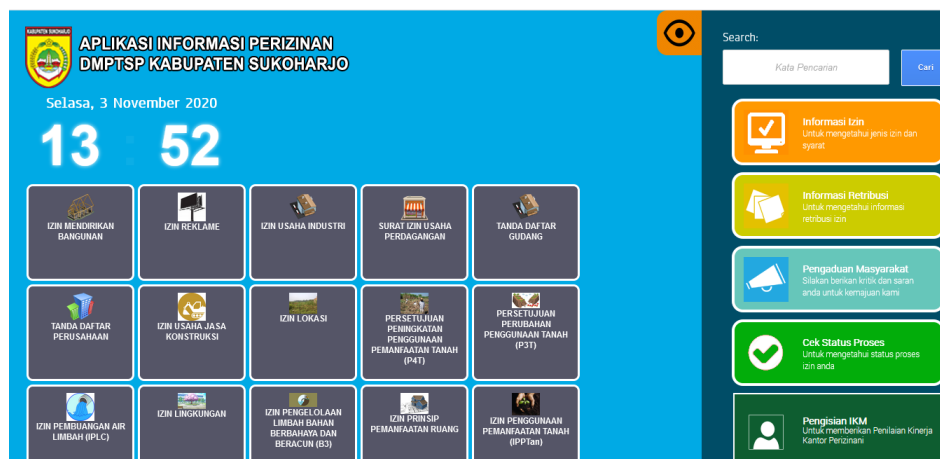 KABUPATEN SUKOHARJO
APLIKASI INFORMASI PERIZINAN
DMPTSP KABUPATEN SUKOHARJO
Selasa, 3 November 2020
13 : 52
IZIN MENDIRIKAN
BANGUNAN
IZIN REKLAME
IZIN USAHA INDUSTRI
SURAT IZIN USAHA
PERDAGANGAN
TANDA DAFTAR
GUDANG
TANDA DAFTAR
PERUSAHAAN
IZIN USAHA JASA
KONSTRUKSI
IZIN LOKASI
PERSETUJUAN
PENINGKATAN
PENGGUNAAN
PEMANFAATAN TANAH
(P4T)
PERSETUJUAN
PERUBAHAN
PENGGUNAAN TANAH
(P3T)
IZIN PEMBUANGAN AIR
LIMBAH (IPLC)
IZIN LINGKUNGAN
IZIN PENGELOLAAN
LIMBAH BAHAN
BERBAHAYA DAN
BERACUN (B3)
IZIN PRINSIP
PEMANFAATAN RUANG
IZIN PENGGUNAAN
PEMANFAATAN TANAH
(IPPTan)
Search:
Kata Pencarian
Cari
Informasi Izin
Untuk mengetahui jenis izin dan
syarat
Informasi Retribusi
Untuk mengetahui informasi
retribusi izin
Pengaduan Masyarakat
Silakan berikan kritik dan saran
anda untuk kemajuan kami
Cek Status Proses
Untuk mengetahui status proses
izin anda
Pengisian IKM
Untuk memberikan Penilaian Kinerja
Kantor Perizinani